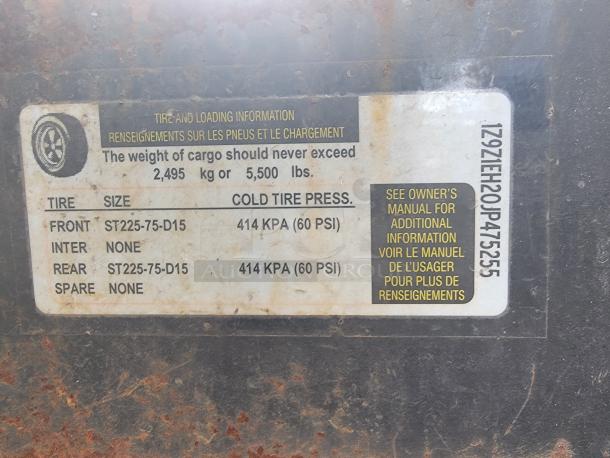 TIRE AND LOADING INFORMATION
RENSEIGNEMENTS SUR LES PNEUS ET LE CHARGEMENT
The weight of cargo should never exceed
2,495 kg or 5,500 lbs.
TIRE SIZE COLD TIRE PRESS.
FRONT ST225-75-D15 414 KPA (60 PSI)
INTER NONE
REAR ST225-75-D15 414 KPA (60 PSI)
SPARE NONE
SEE OWNER'S
MANUAL FOR
ADDITIONAL
INFORMATION
VOIR LE MANUEL
DE L'USAGER
POUR PLUS DE
RENSEIGNEMENTS
1Z9Z1EH20JP475255